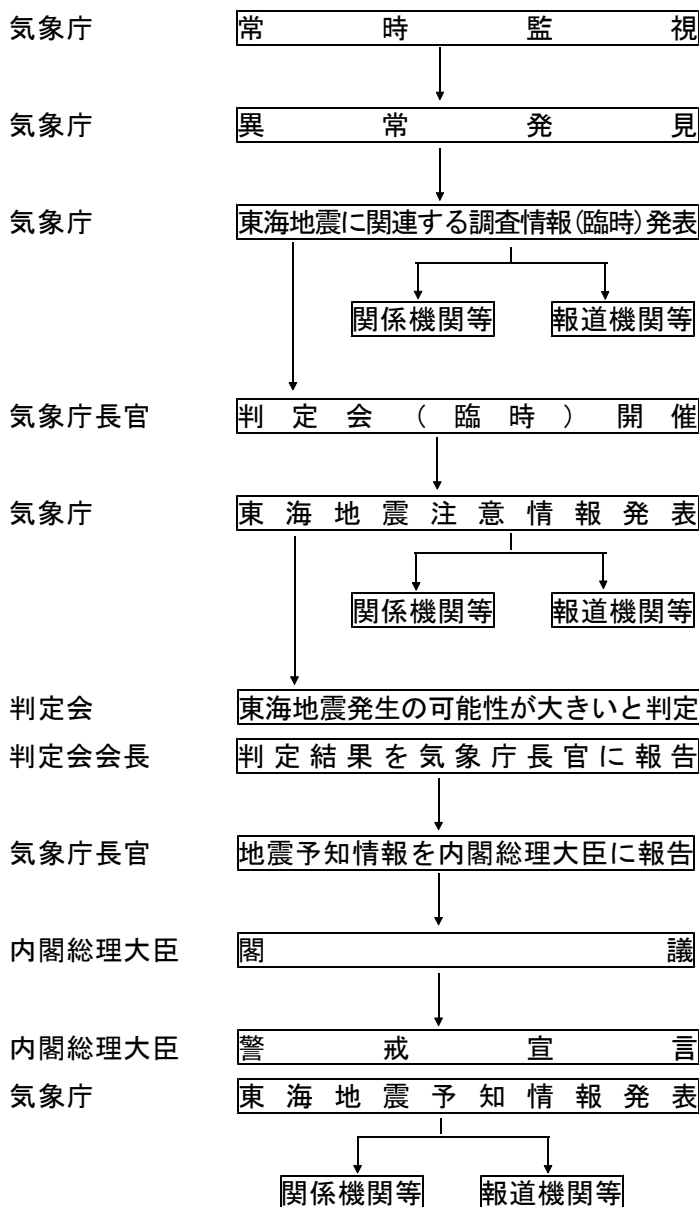 気象庁 常時監視
気象庁 異常発見
気象庁 東海地震に関連する調査情報(臨時)発表
関係機関等 報道機関等
気象庁長官 判定会(臨時)開催
気象庁 東海地震注意情報発表
関係機関等 報道機関等
判定会 東海地震発生の可能性が大きいと判定
判定会会長 判定結果を気象庁長官に報告
気象庁長官 地震予知情報を内閣総理大臣に報告
内閣総理大臣 閣議
内閣総理大臣 警戒宣言
気象庁 東海地震予知情報発表
関係機関等 報道機関等